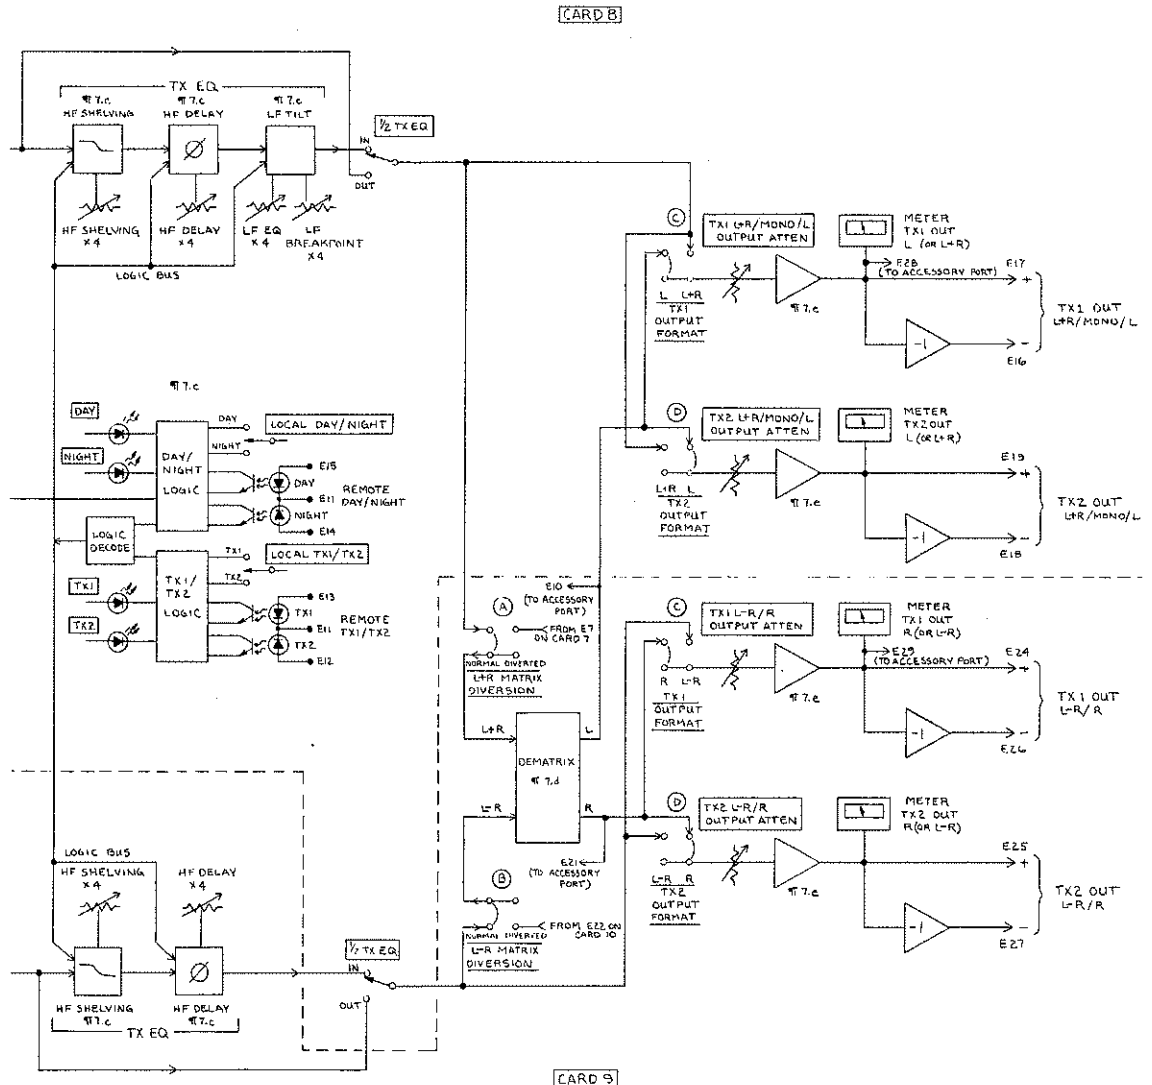 CARD 8
TX EQ
¶ 7.c
HF SHELVING
¶ 7.c
HF DELAY
¶ 7.c
LF TILT
1/2 TX EQ
IN
OUT
HF SHELVING
X4
HF DELAY
X4
LF EQ
X4
LF
BREAKPOINT
X4
LOGIC BUS
C
TX1 L+R/MONO/L
OUTPUT ATTEN
METER
TX1 OUT
L (OR L+R)
E28
(TO ACCESSORY PORT)
E17
+
L L+R
TX1
OUTPUT
FORMAT
¶ 7.e
-1
-
E16
TX1 OUT
L+R/MONO/L
¶ 7.c
DAY
NIGHT
DAY/
NIGHT
LOGIC
DAY
NIGHT
LOCAL DAY/NIGHT
E15
DAY
E11
NIGHT
E14
REMOTE
DAY/NIGHT
D
TX2 L+R/MONO/L
OUTPUT ATTEN
METER
TX2 OUT
L (OR L+R)
E19
+
L+R L
TX2
OUTPUT
FORMAT
¶ 7.e
-1
-
E18
TX2 OUT
L+R/MONO/L
LOGIC
DECODE
TX1
TX2
TX1/
TX2
LOGIC
TX1
TX2
LOCAL TX1/TX2
E13
TX1
E11
TX2
E12
REMOTE
TX1/TX2
E10
(TO ACCESSORY
PORT)
A
FROM E7
ON CARD 7
NORMAL DIVERTED
L+R MATRIX
DIVERSION
C
TX1 L-R/R
OUTPUT ATTEN
METER
TX1 OUT
R (OR L-R)
E29
(TO ACCESSORY PORT)
E24
+
R L-R
TX1
OUTPUT
FORMAT
¶ 7.e
-1
-
E26
TX1 OUT
L-R/R
L+R
L
DEMATRIX
¶ 7.d
L-R
R
E21
(TO ACCESSORY
PORT)
D
TX2 L-R/R
OUTPUT ATTEN
METER
TX2 OUT
R (OR L-R)
E25
+
L-R R
TX2
OUTPUT
FORMAT
¶ 7.e
-1
-
E27
TX2 OUT
L-R/R
B
FROM E22 ON
CARD 10
NORMAL DIVERTED
L-R MATRIX
DIVERSION
LOGIC BUS
HF SHELVING
X4
HF DELAY
X4
1/2 TX EQ
IN
OUT
HF SHELVING
¶ 7.c
HF DELAY
¶ 7.c
TX EQ
CARD 9